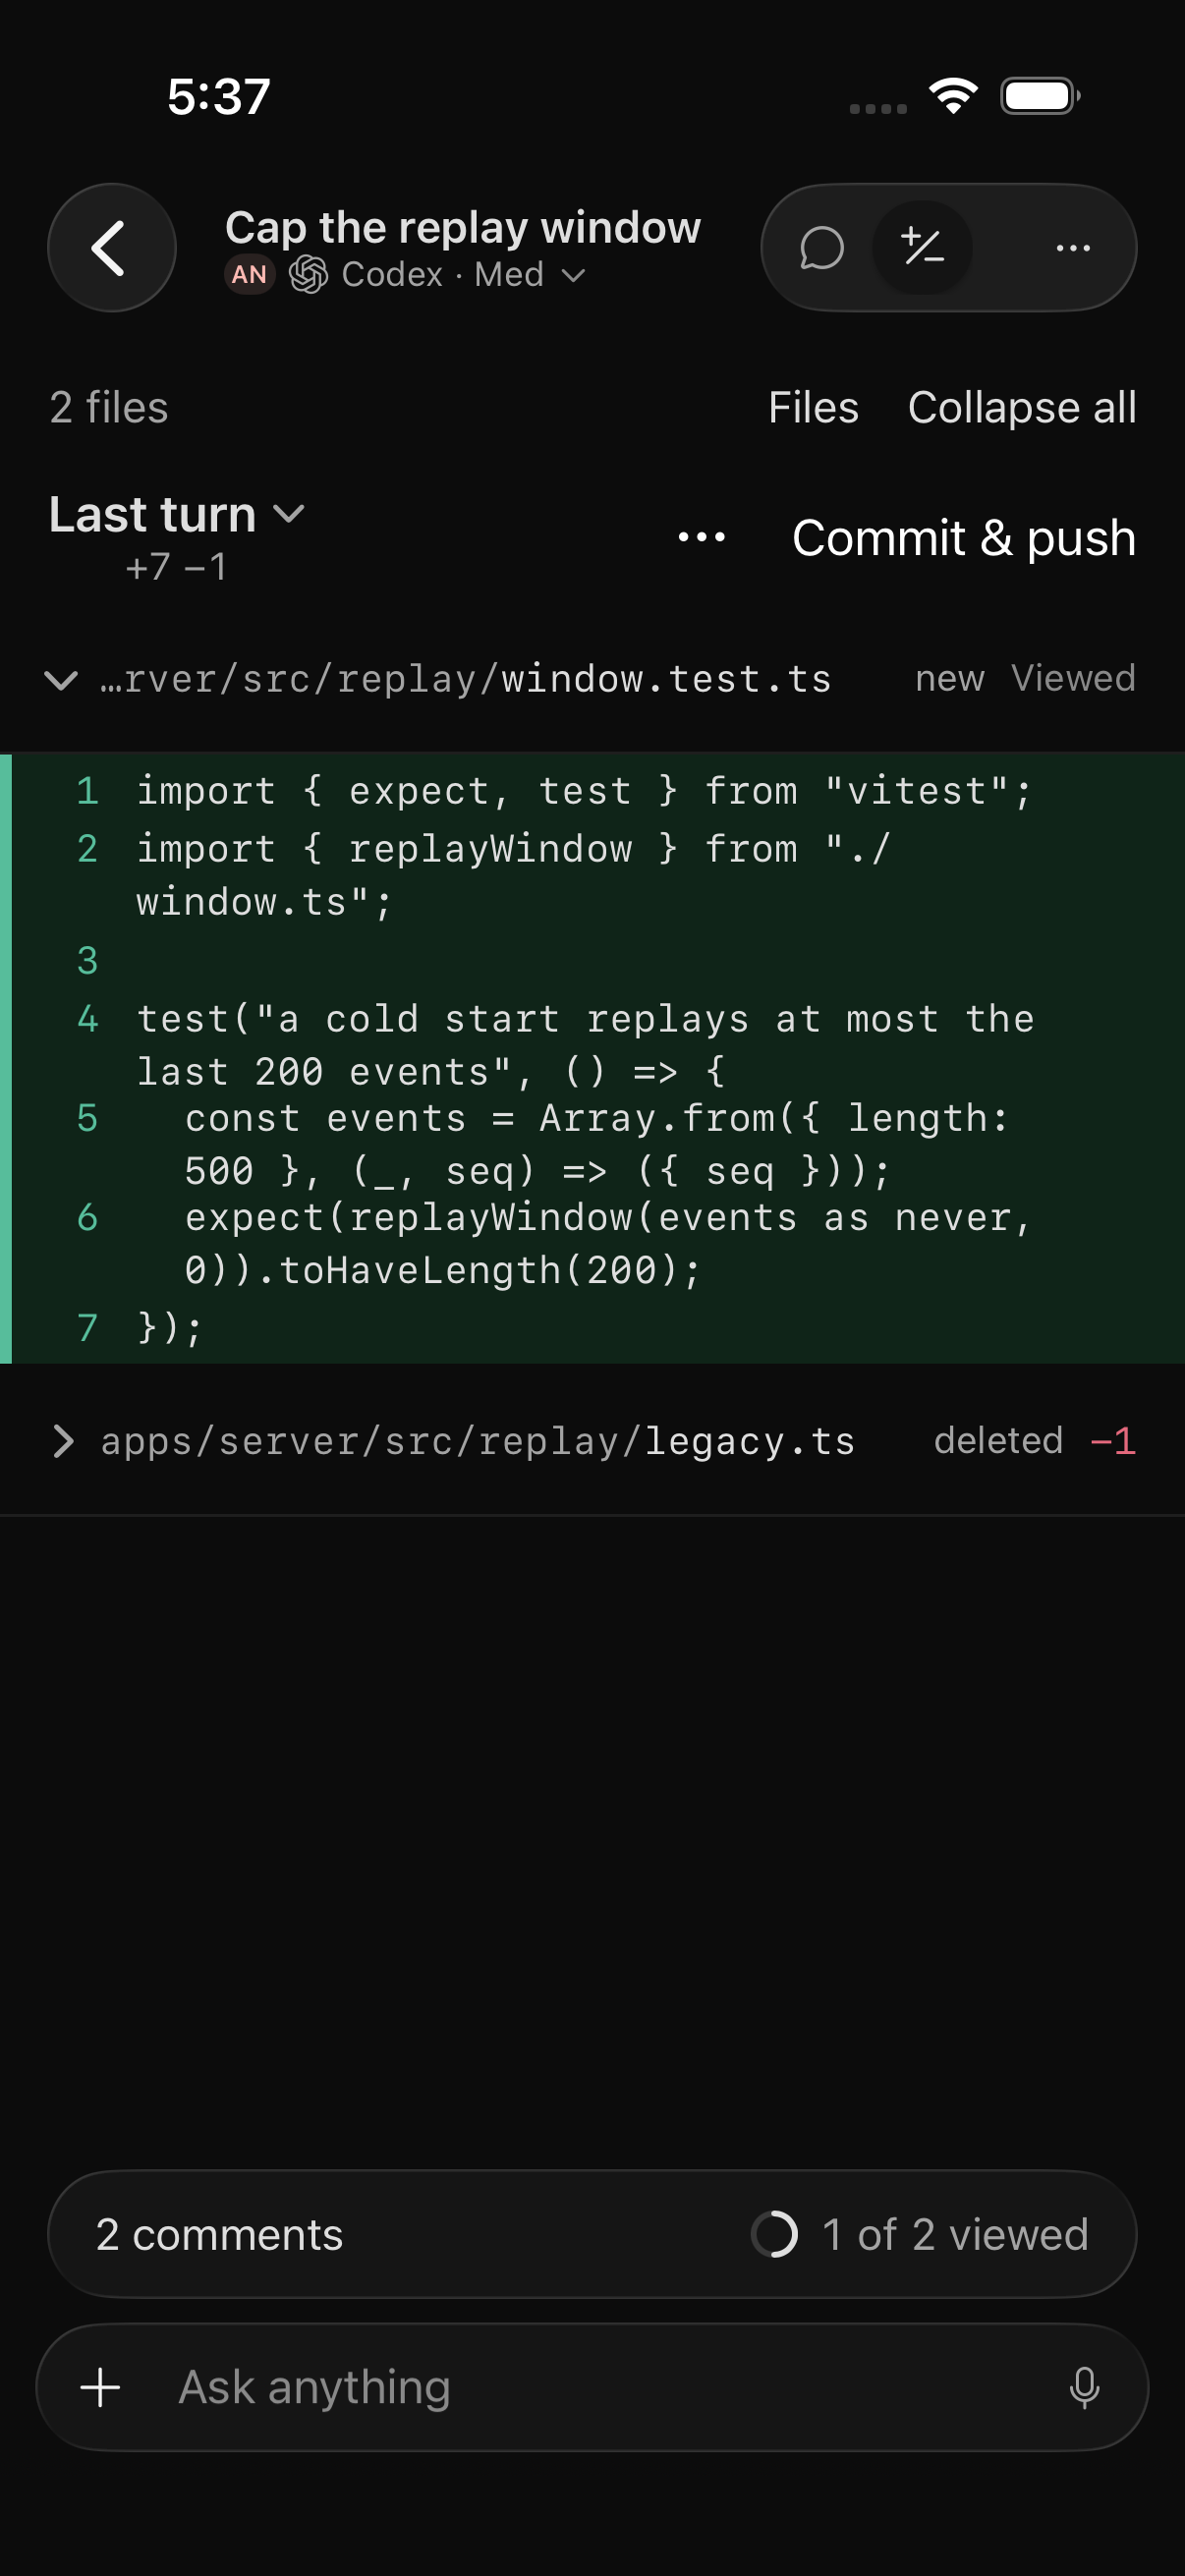 5:37
Cap the replay window
AN Codex · Med
2 files
Files Collapse all
Last turn
+7 −1
Commit & push
…rver/src/replay/window.test.ts new Viewed
1 import { expect, test } from "vitest";
2 import { replayWindow } from "./
window.ts";
3
4 test("a cold start replays at most the
last 200 events", () => {
5 const events = Array.from({ length:
500 }, (_, seq) => ({ seq }));
6 expect(replayWindow(events as never,
0)).toHaveLength(200);
7 });
apps/server/src/replay/legacy.ts deleted −1
2 comments
1 of 2 viewed
Ask anything